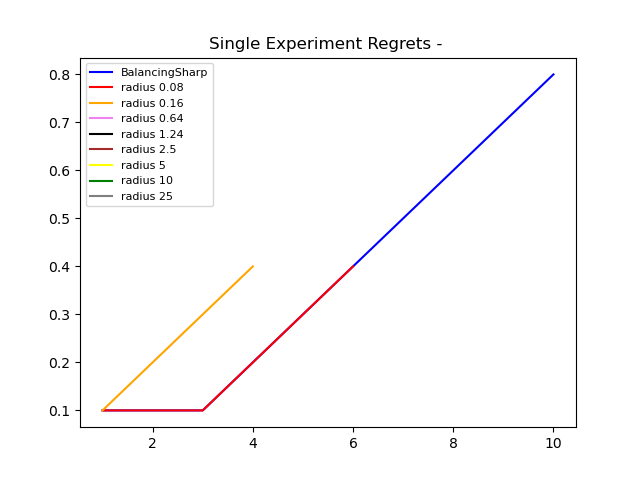 Single Experiment Regrets -
BalancingSharp
radius 0.08
radius 0.16
radius 0.64
radius 1.24
radius 2.5
radius 5
radius 10
radius 25
0.8
0.7
0.6
0.5
0.4
0.3
0.2
0.1
2 4 6 8 10